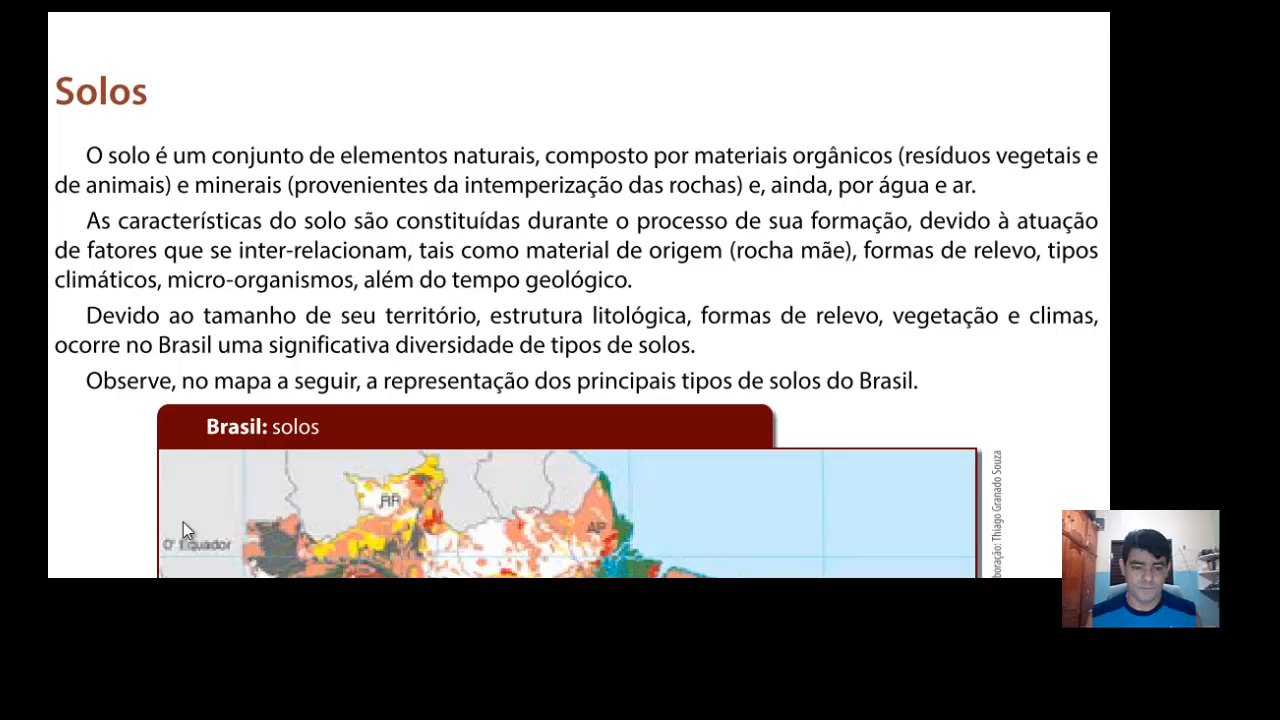 Solos
O solo é um conjunto de elementos naturais, composto por materiais orgânicos (resíduos vegetais e
de animais) e minerais (provenientes da intemperização das rochas) e, ainda, por água e ar.
As características do solo são constituídas durante o processo de sua formação, devido à atuação
de fatores que se inter-relacionam, tais como material de origem (rocha mãe), formas de relevo, tipos
climáticos, micro-organismos, além do tempo geológico.
Devido ao tamanho de seu território, estrutura litológica, formas de relevo, vegetação e climas,
ocorre no Brasil uma significativa diversidade de tipos de solos.
Observe, no mapa a seguir, a representação dos principais tipos de solos do Brasil.
Brasil: solos
RR
AP
0° Equador
boração: Thiago Granado Souza